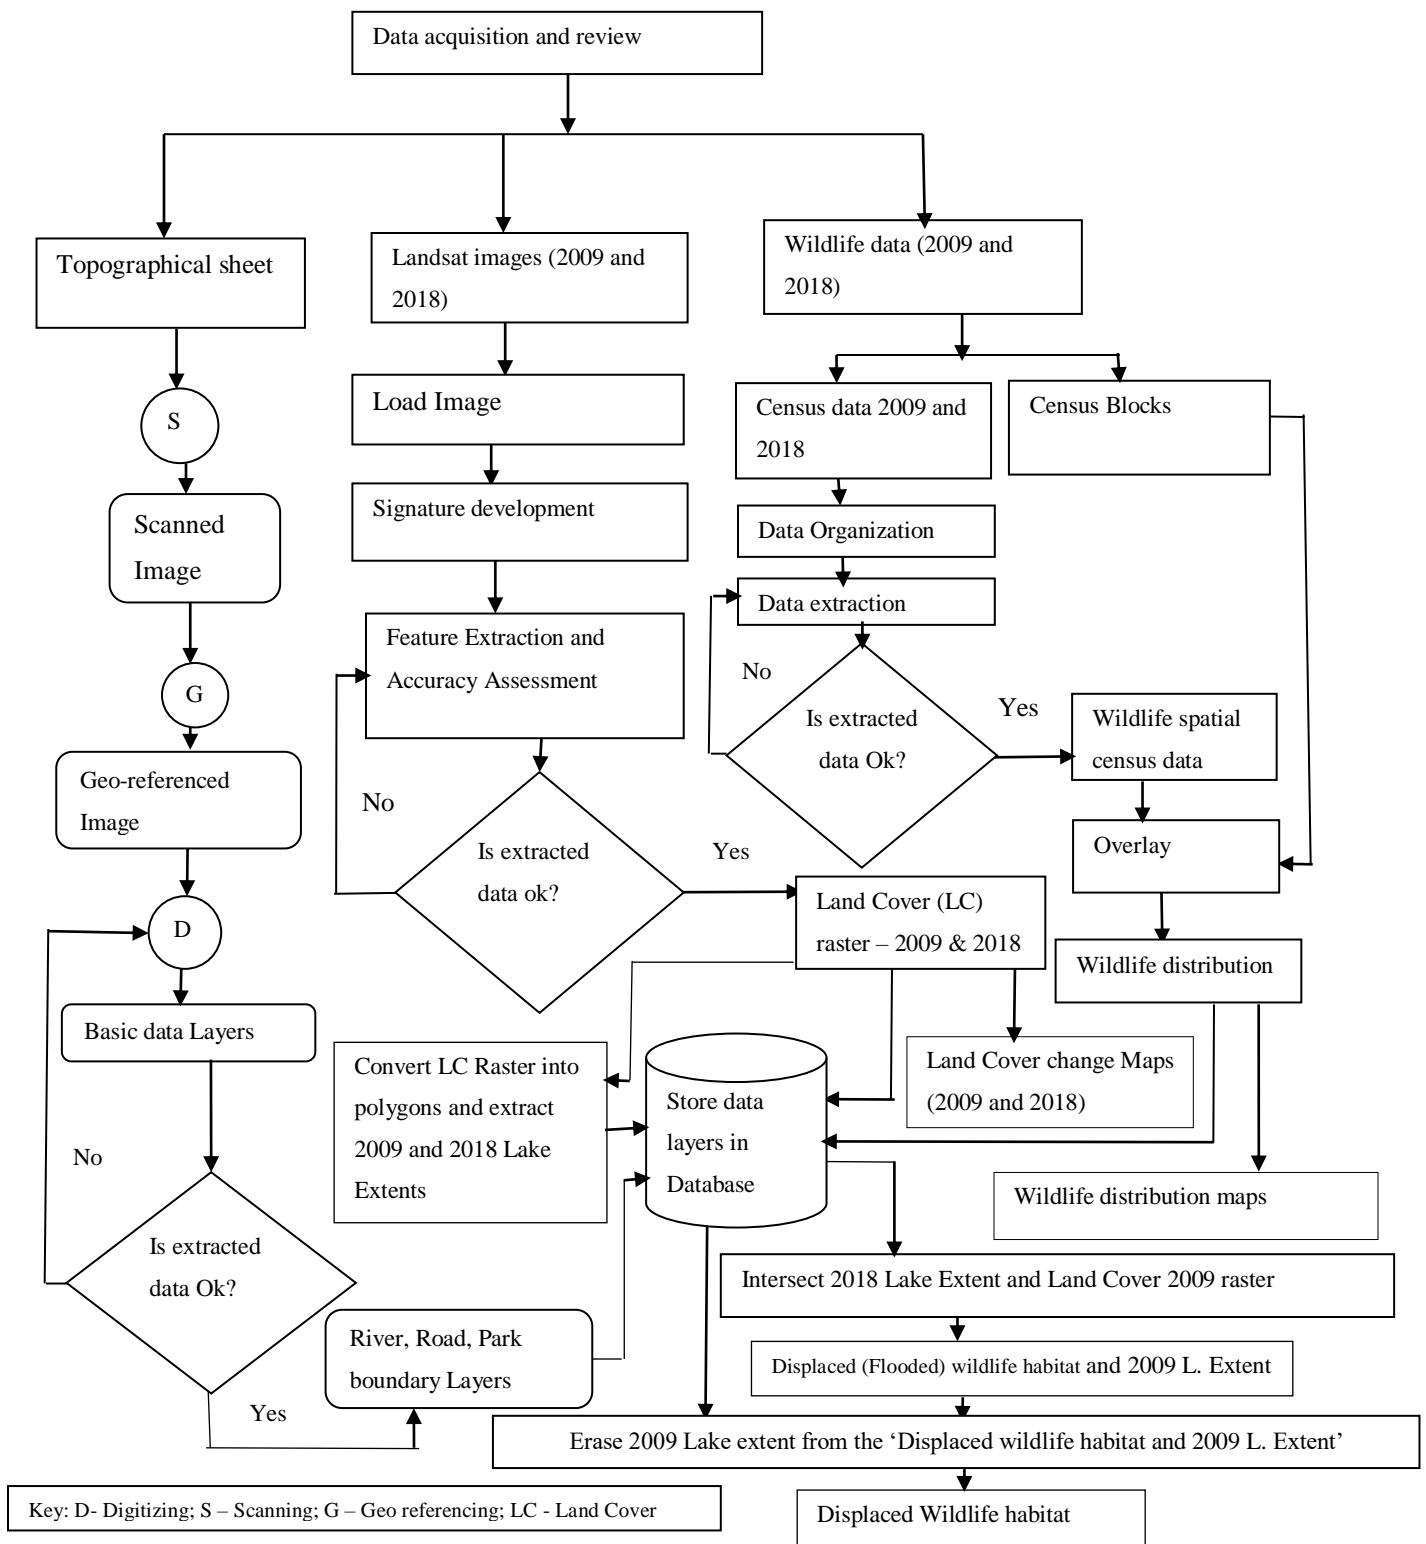 Data acquisition and review
Topographical sheet
Landsat images (2009 and
2018)
Wildlife data (2009 and
2018)
S
Load Image
Census data 2009 and
2018
Census Blocks
Scanned
Image
Signature development
Data Organization
Data extraction
G
Feature Extraction and
Accuracy Assessment
No
Is extracted
data Ok?
Yes
Wildlife spatial
census data
Geo-referenced
Image
No
Is extracted
data ok?
Yes
Overlay
D
Land Cover (LC)
raster – 2009 & 2018
Wildlife distribution
Basic data Layers
Convert LC Raster into
polygons and extract
2009 and 2018 Lake
Extents
Store data
layers in
Database
Land Cover change Maps
(2009 and 2018)
No
Wildlife distribution maps
Is extracted
data Ok?
Intersect 2018 Lake Extent and Land Cover 2009 raster
River, Road, Park
boundary Layers
Displaced (Flooded) wildlife habitat and 2009 L. Extent
Yes
Erase 2009 Lake extent from the ‘Displaced wildlife habitat and 2009 L. Extent’
Key: D- Digitizing; S – Scanning; G – Geo referencing; LC - Land Cover
Displaced Wildlife habitat